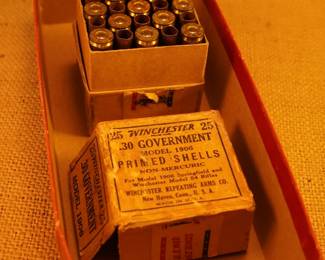 25 WINCHESTER 25
.30 GOVERNMENT
MODEL 1906
PRIMED SHELLS
NON-MERCURIC
For Model 1906 Springfield and
Winchester Model 54 Rifles
WINCHESTER REPEATING ARMS CO.
New Haven, Conn., U.S.A.
.30 GOVERNMENT
MODEL 1906